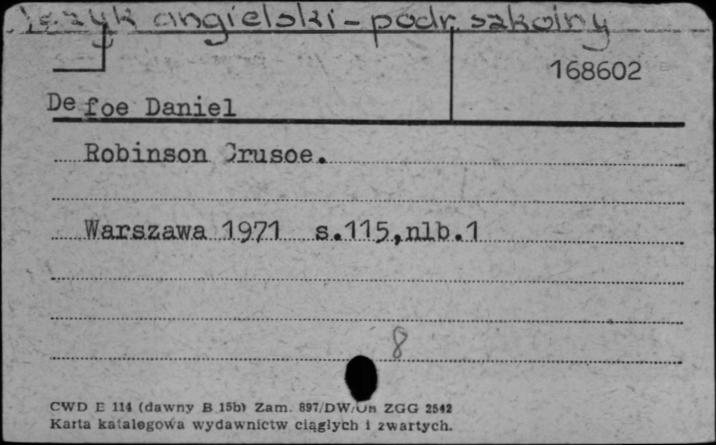 Język angielski - podr. szkolny
168602
Defoe Daniel
Robinson Crusoe.
Warszawa 1971 s.115,nlb.1
8
CWD E 114 (dawny B 15b) Zam. 897/DW/Un ZGG 2542
Karta katalogowa wydawnictw ciągłych i zwartych.